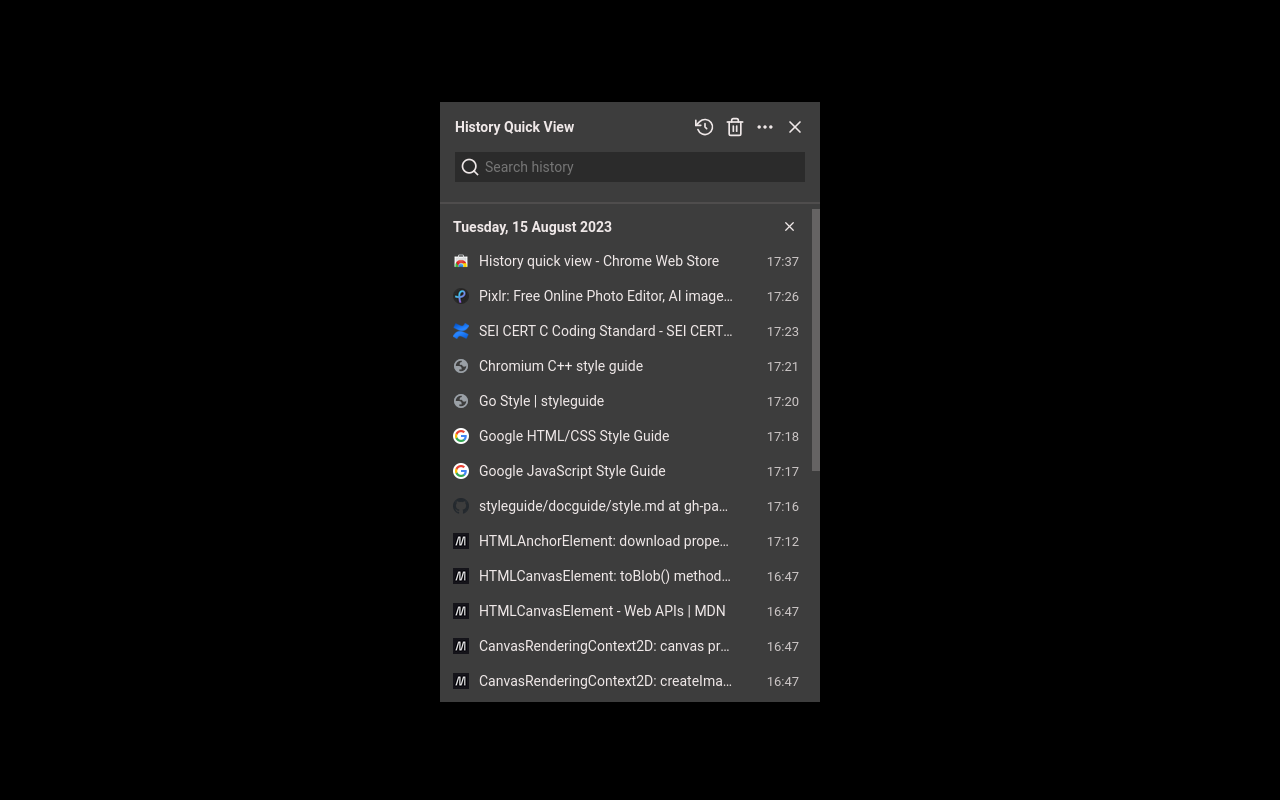 History Quick View
Search history
Tuesday, 15 August 2023
History quick view - Chrome Web Store 17:37
Pixlr: Free Online Photo Editor, AI image… 17:26
SEI CERT C Coding Standard - SEI CERT… 17:23
Chromium C++ style guide 17:21
Go Style | styleguide 17:20
Google HTML/CSS Style Guide 17:18
Google JavaScript Style Guide 17:17
styleguide/docguide/style.md at gh-pa… 17:16
HTMLAnchorElement: download prope… 17:12
HTMLCanvasElement: toBlob() method… 16:47
HTMLCanvasElement - Web APIs | MDN 16:47
CanvasRenderingContext2D: canvas pr… 16:47
CanvasRenderingContext2D: createIma… 16:47